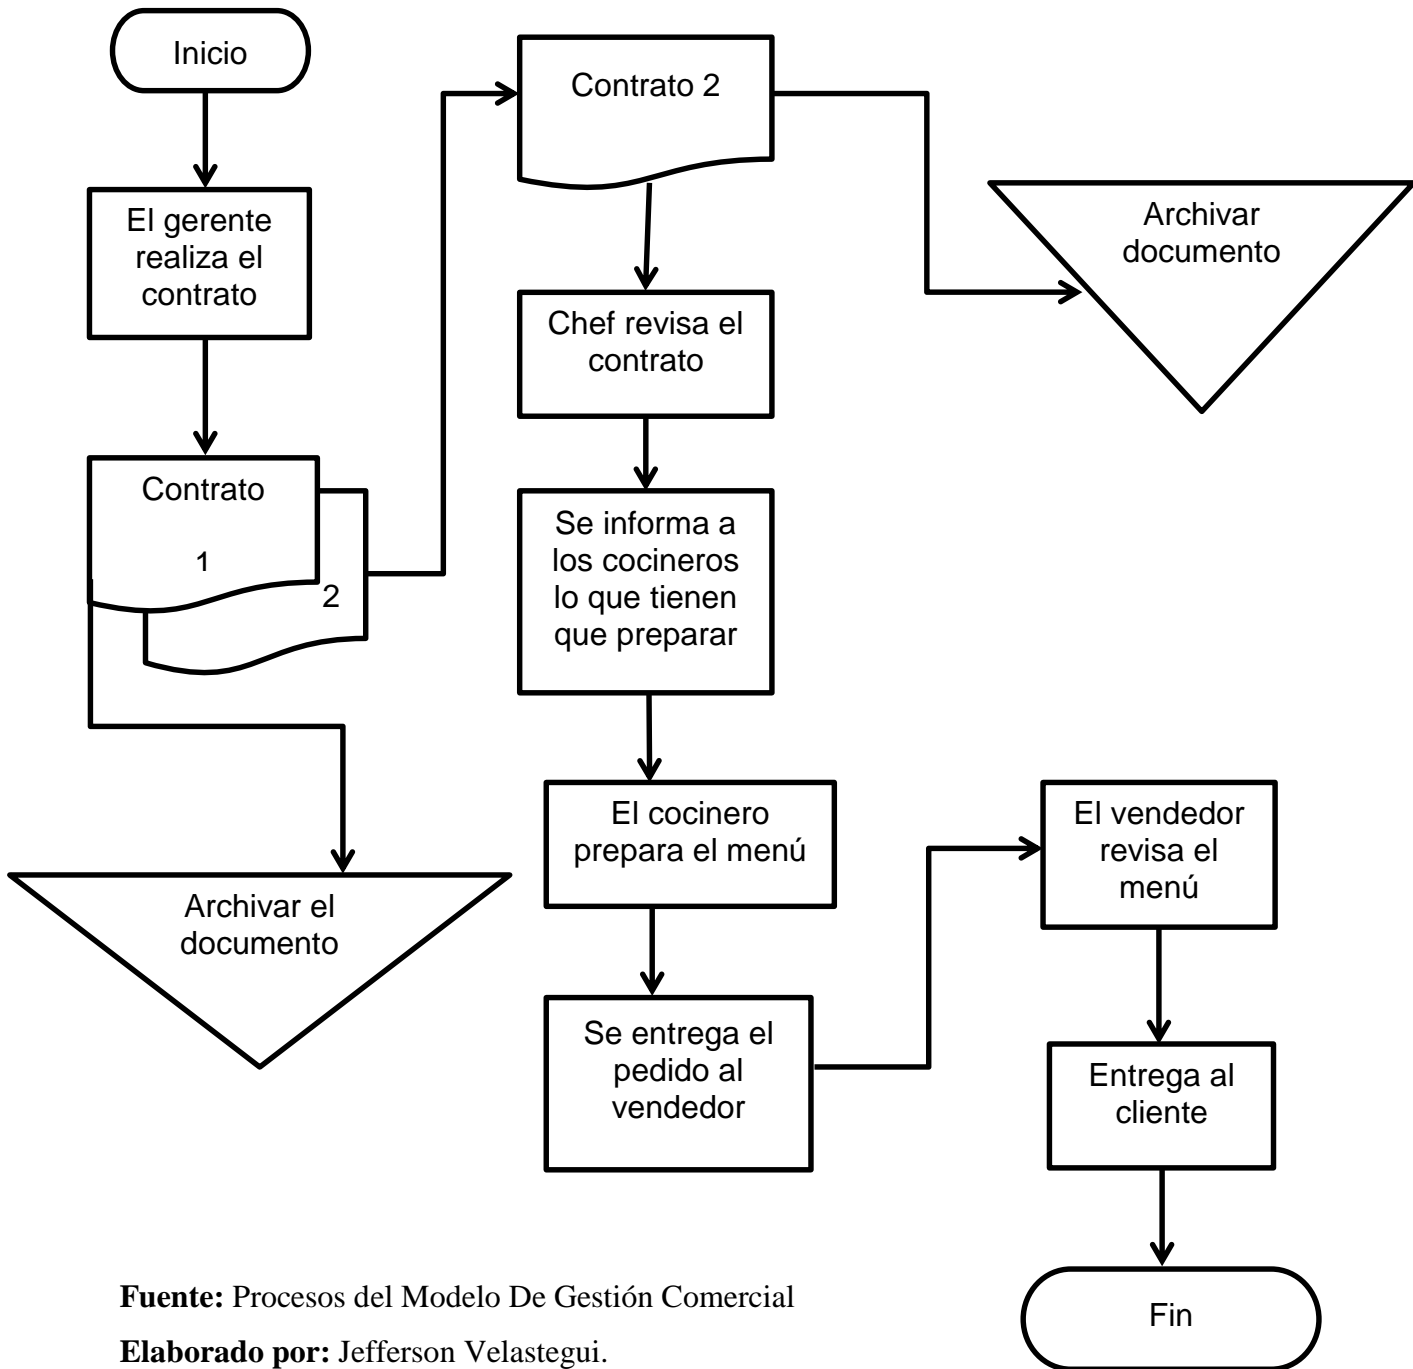 Inicio
El gerente
realiza el
contrato
Contrato
1
2
Archivar el
documento
Contrato 2
Archivar
documento
Chef revisa el
contrato
Se informa a
los cocineros
lo que tienen
que preparar
El cocinero
prepara el menú
Se entrega el
pedido al
vendedor
El vendedor
revisa el
menú
Entrega al
cliente
Fin
Fuente: Procesos del Modelo De Gestión Comercial
Elaborado por: Jefferson Velastegui.